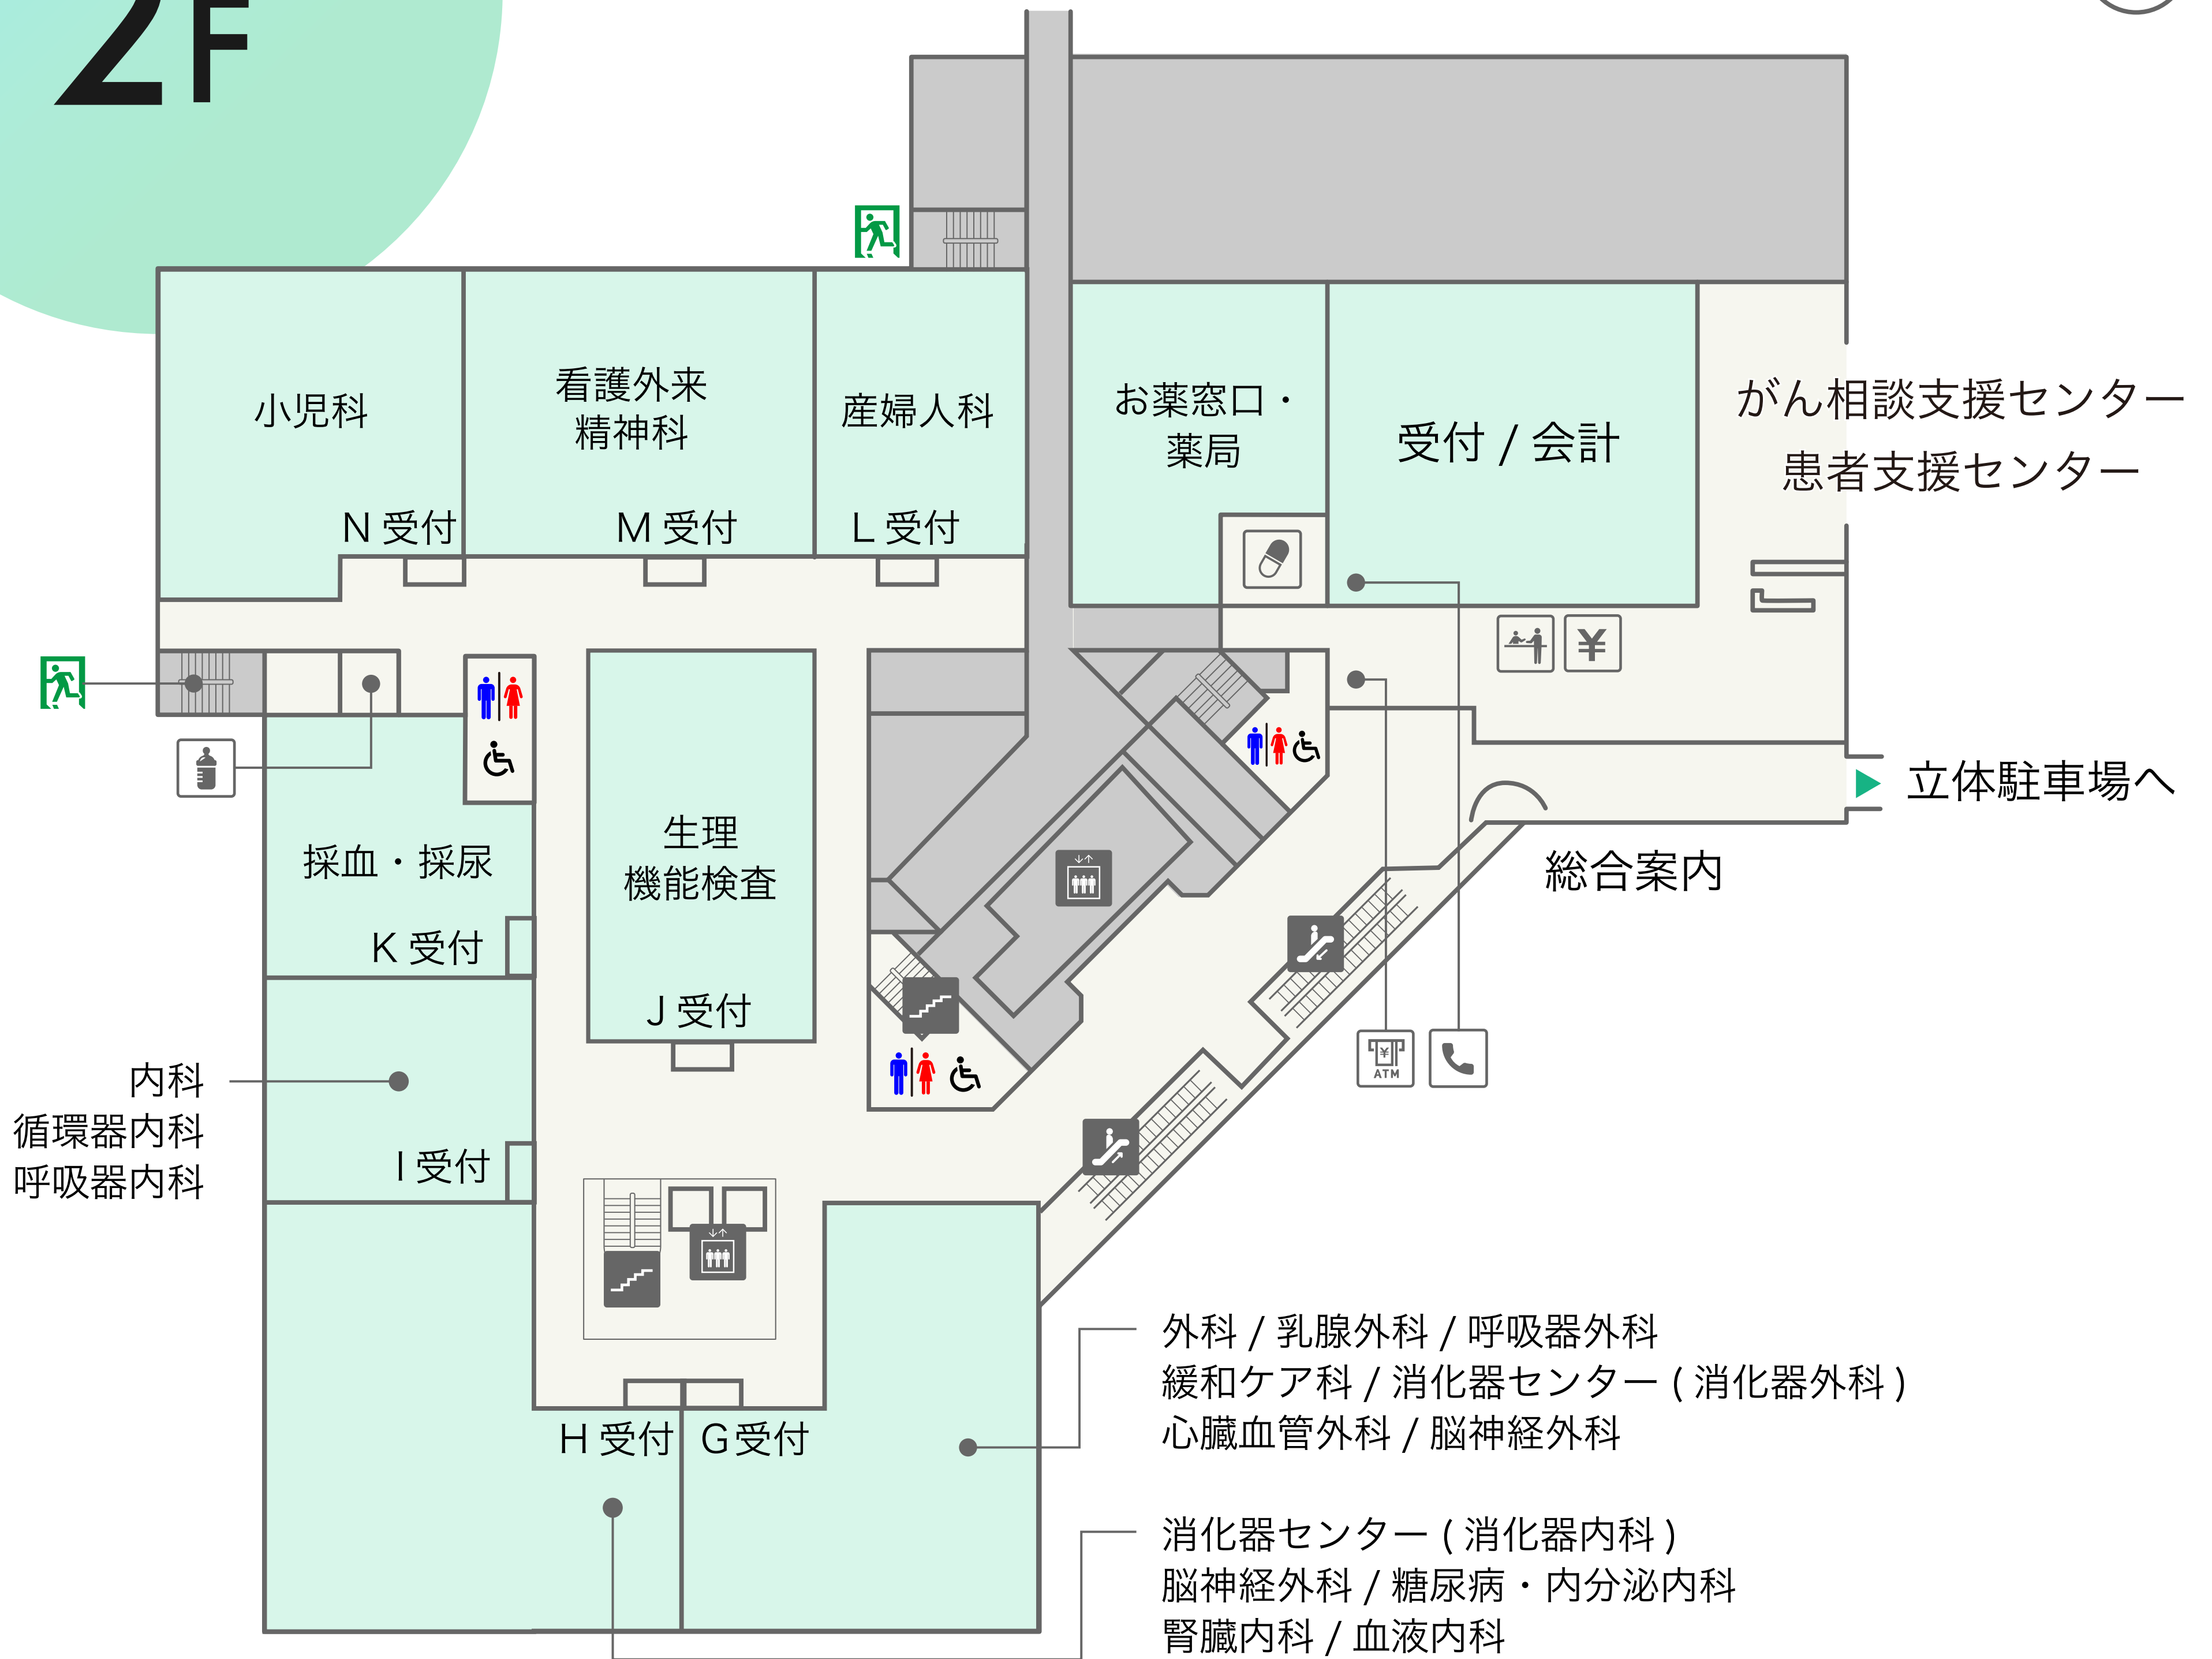 2F
小児科
看護外来
精神科
産婦人科
お薬窓口・
薬局
受付 / 会計
がん相談支援センター
患者支援センター
N 受付
M 受付
L 受付
¥
立体駐車場へ
総合案内
採血・採尿
K 受付
生理
機能検査
J 受付
¥
ATM
内科
循環器内科
呼吸器内科
I 受付
H 受付
G受付
外科 / 乳腺外科 / 呼吸器外科
緩和ケア科 / 消化器センター ( 消化器外科 )
心臓血管外科 / 脳神経外科
消化器センター ( 消化器内科 )
脳神経外科 / 糖尿病・内分泌内科
腎臓内科 / 血液内科